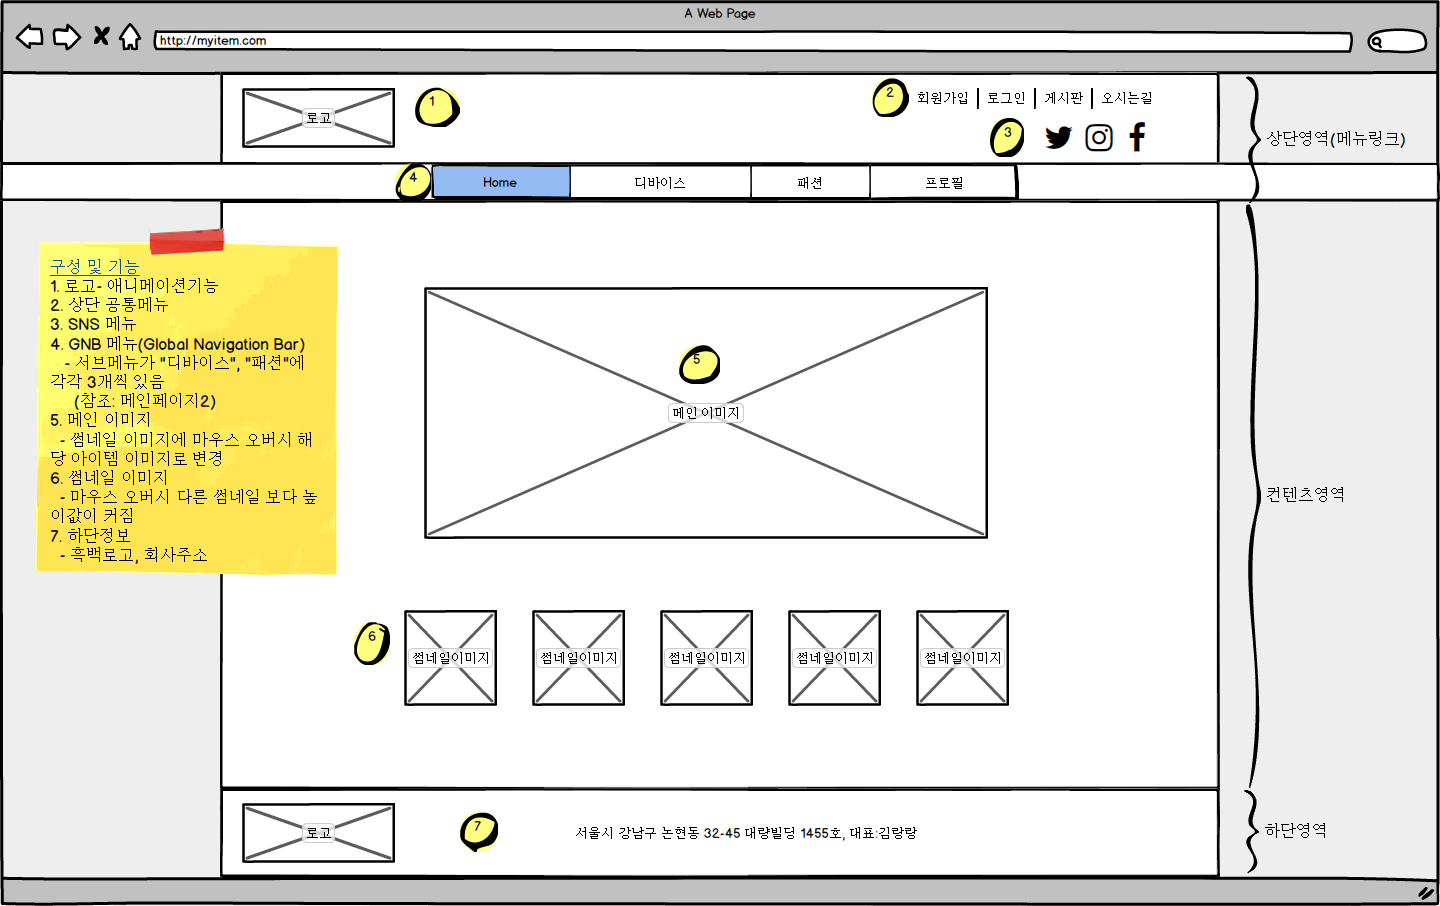 A Web Page
http://myitem.com
로고
1
2
회원가입 | 로그인 | 게시판 | 오시는길
3
상단영역(메뉴링크)
4
Home
디바이스
패션
프로필
구성 및 기능
1. 로고- 애니메이션기능
2. 상단 공통메뉴
3. SNS 메뉴
4. GNB 메뉴(Global Navigation Bar)
- 서브메뉴가 "디바이스", "패션"에
각각 3개씩 있음
(참조: 메인페이지2)
5. 메인 이미지
- 썸네일 이미지에 마우스 오버시 해
당 아이템 이미지로 변경
6. 썸네일 이미지
- 마우스 오버시 다른 썸네일 보다 높
이값이 커짐
7. 하단정보
- 흑백로고, 회사주소
5
메인 이미지
컨텐츠영역
6
썸네일이미지
썸네일이미지
썸네일이미지
썸네일이미지
썸네일이미지
로고
7
서울시 강남구 논현동 32-45 대량빌딩 1455호, 대표:김랑랑
하단영역